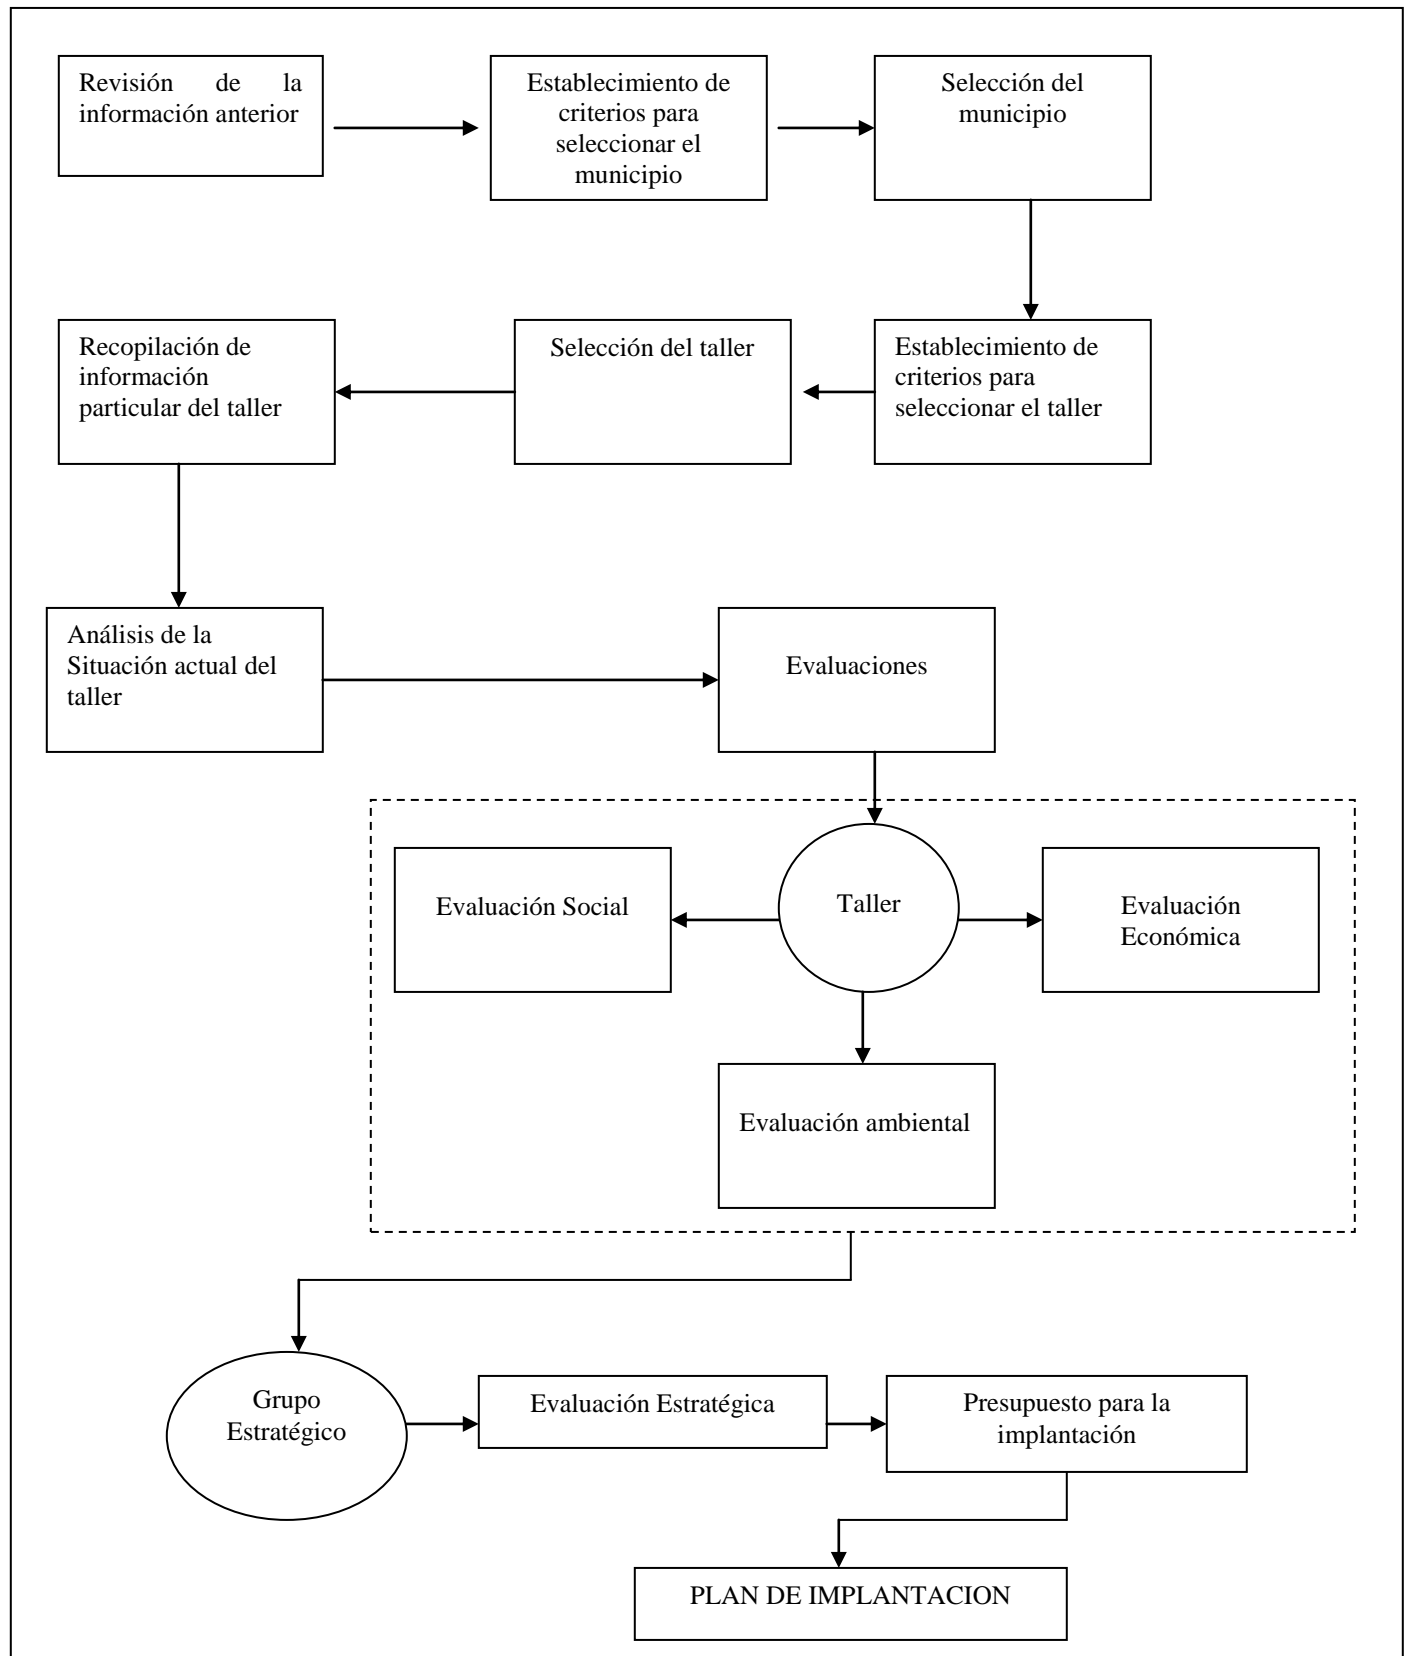 Revisión de la
información anterior
Establecimiento de
criterios para
seleccionar el
municipio
Selección del
municipio
Establecimiento de
criterios para
seleccionar el taller
Selección del taller
Recopilación de
información
particular del taller
Análisis de la
Situación actual del
taller
Evaluaciones
Taller
Evaluación Social
Evaluación
Económica
Evaluación ambiental
Grupo
Estratégico
Evaluación Estratégica
Presupuesto para la
implantación
PLAN DE IMPLANTACION